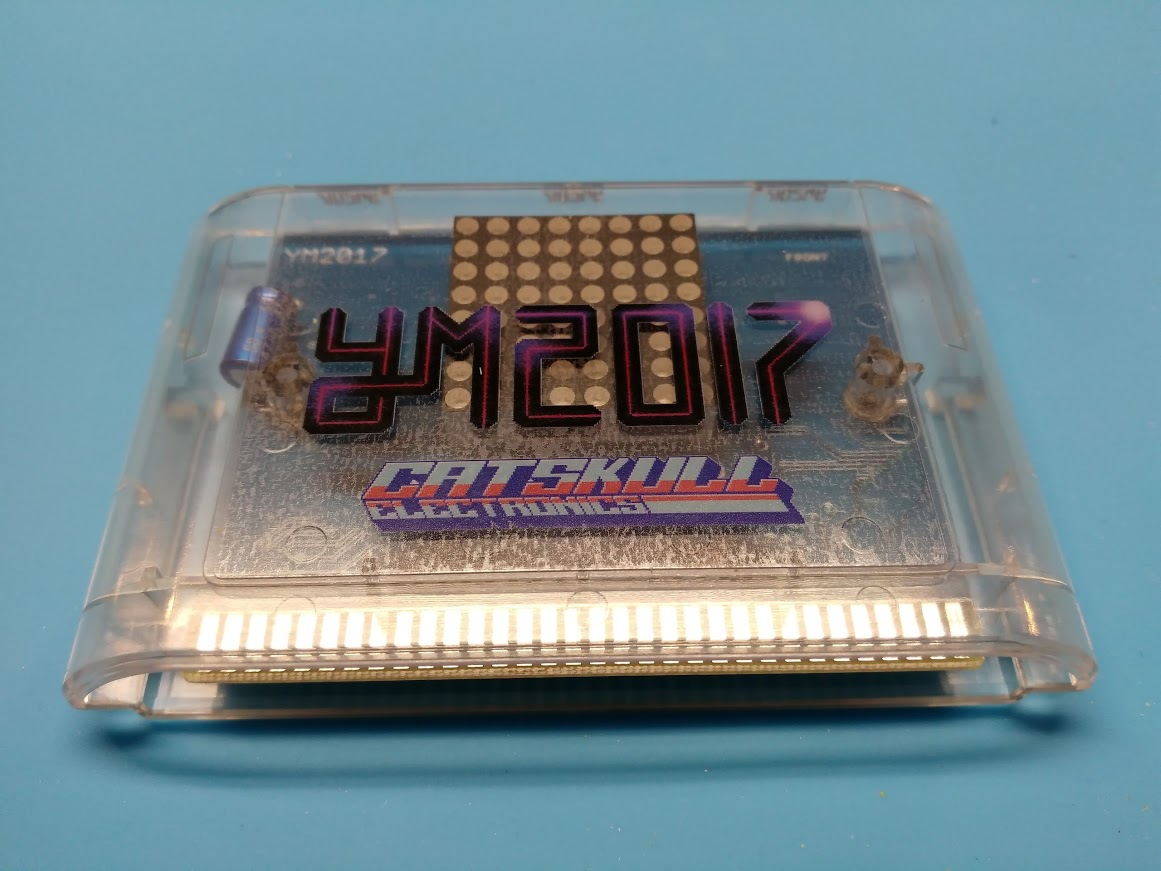 YM2017
FRONT
YM2017
CATSKULL
ELECTRONICS